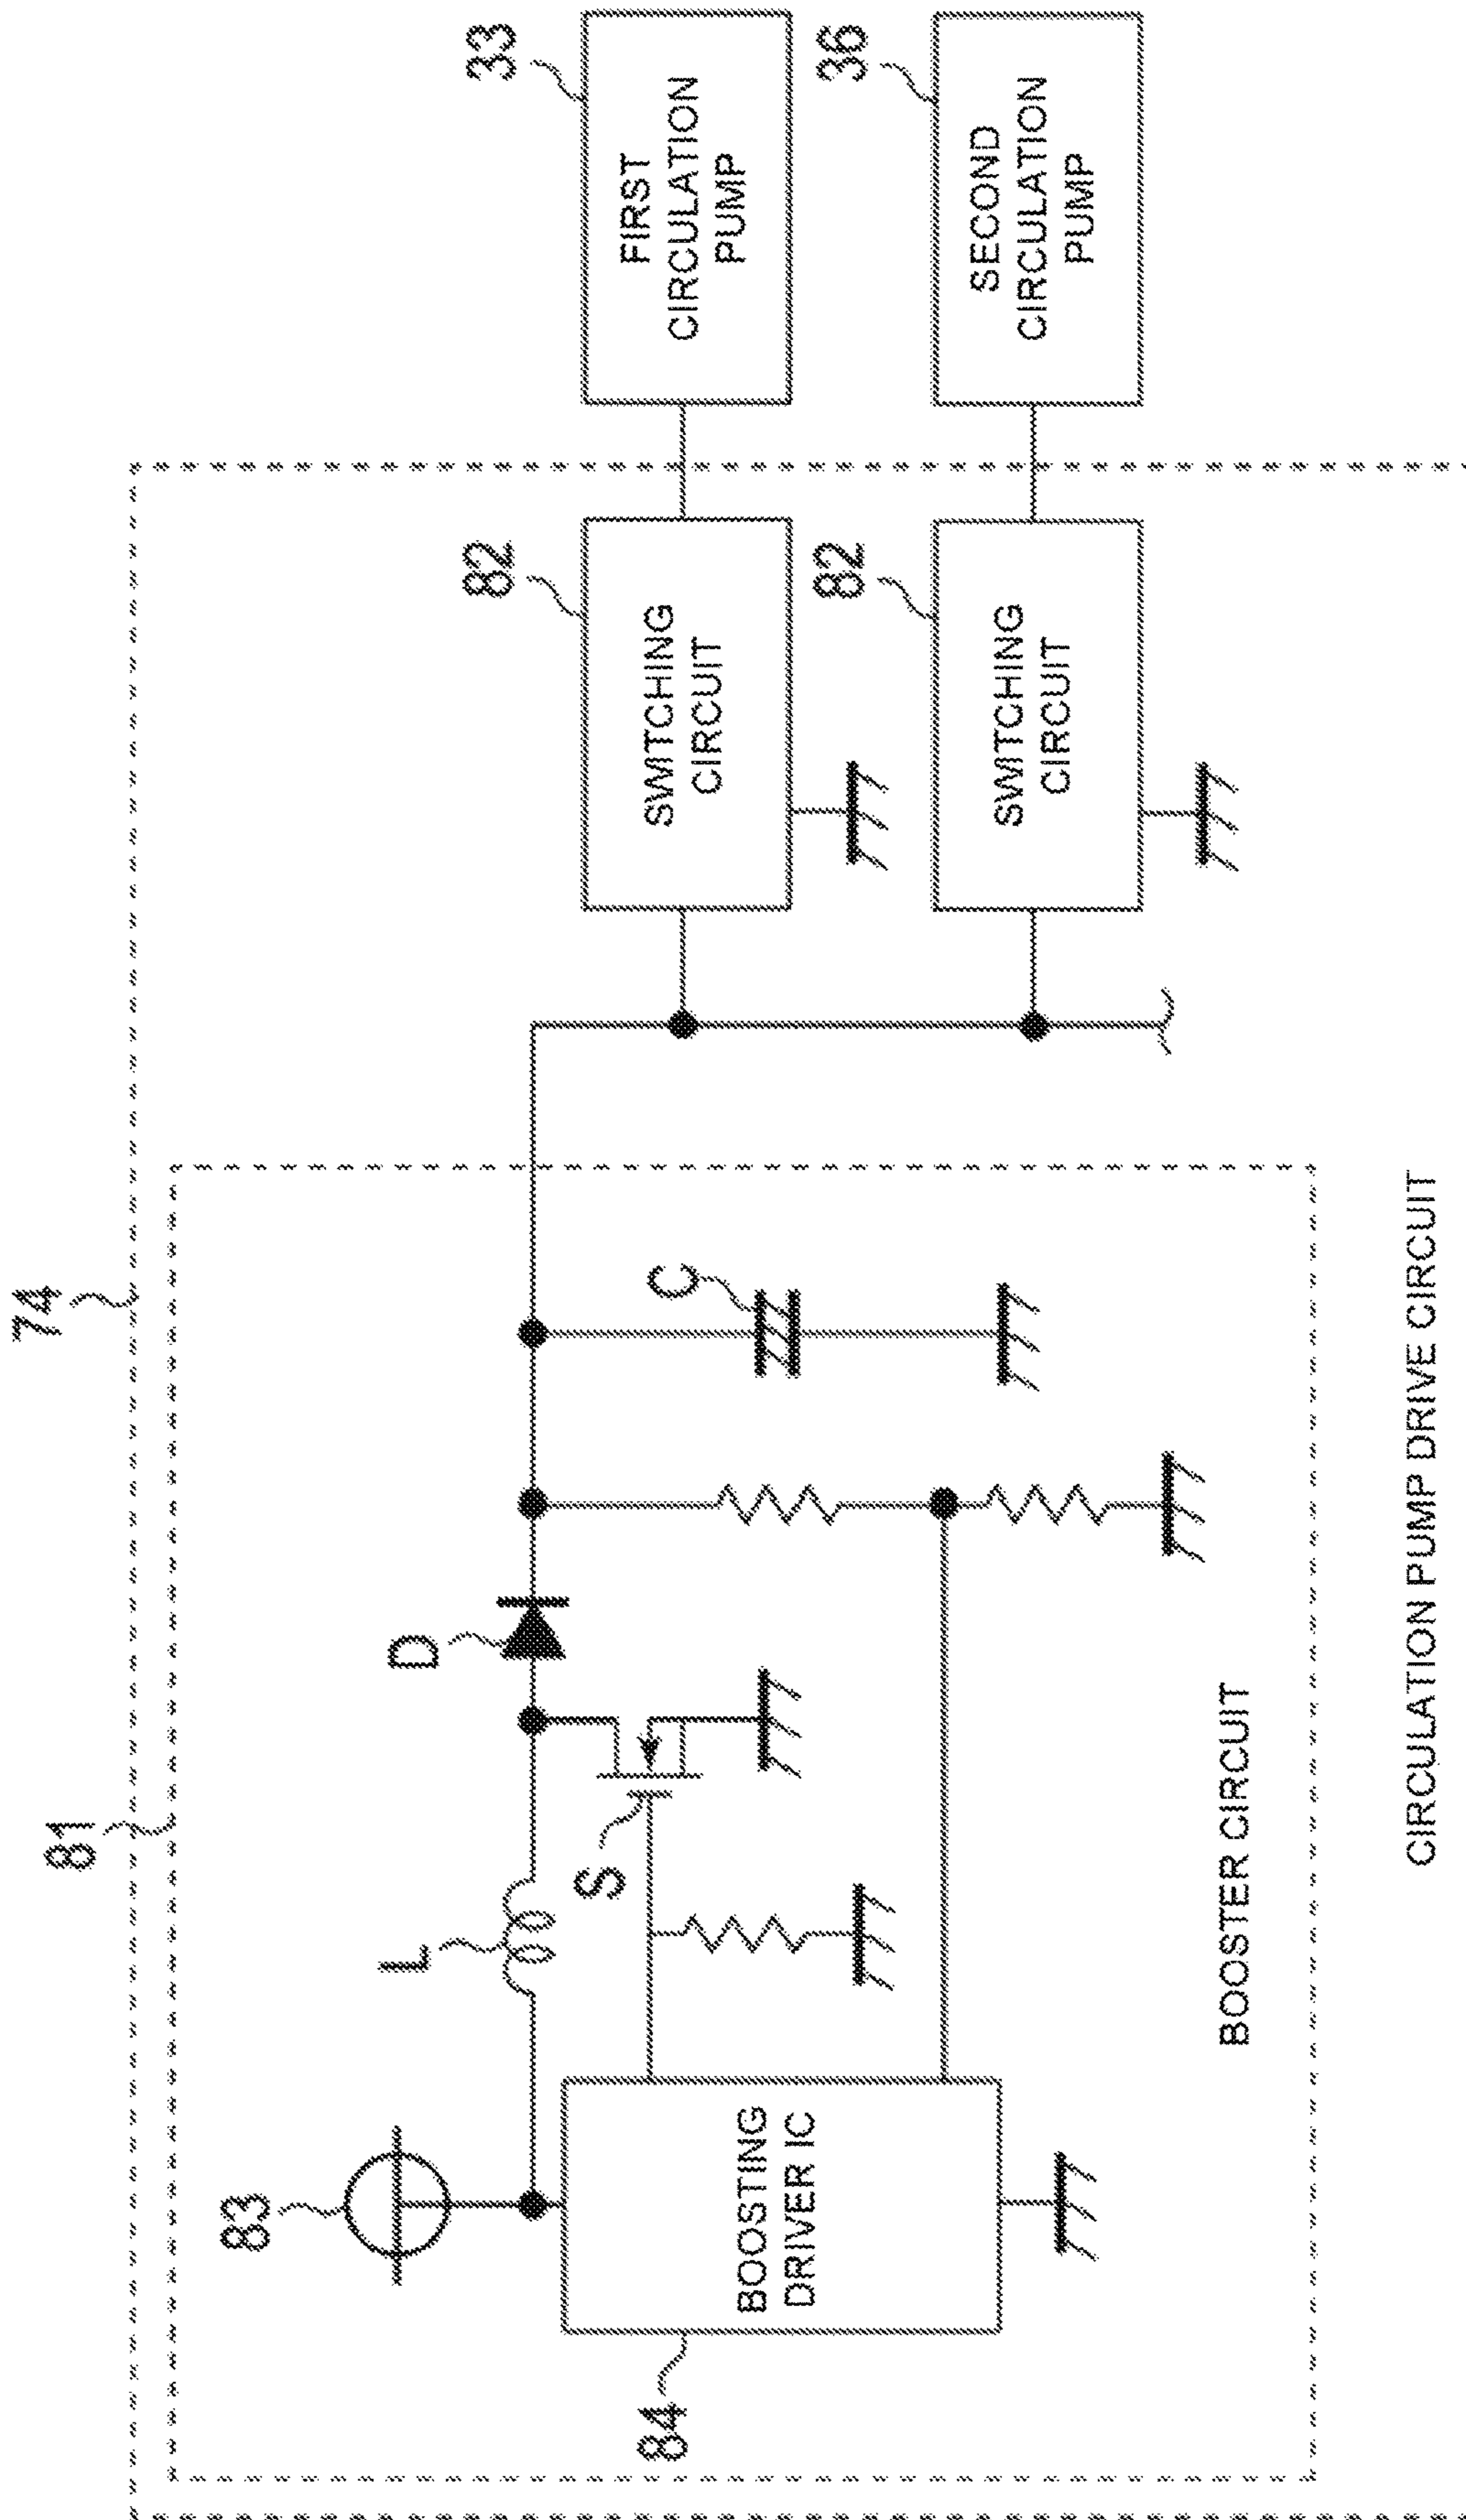 74
81
83
L
D
S
C
84
BOOSTING
DRIVER IC
BOOSTER CIRCUIT
82
SWITCHING
CIRCUIT
82
SWITCHING
CIRCUIT
33
FIRST
CIRCULATION
PUMP
36
SECOND
CIRCULATION
PUMP
CIRCULATION PUMP DRIVE CIRCUIT